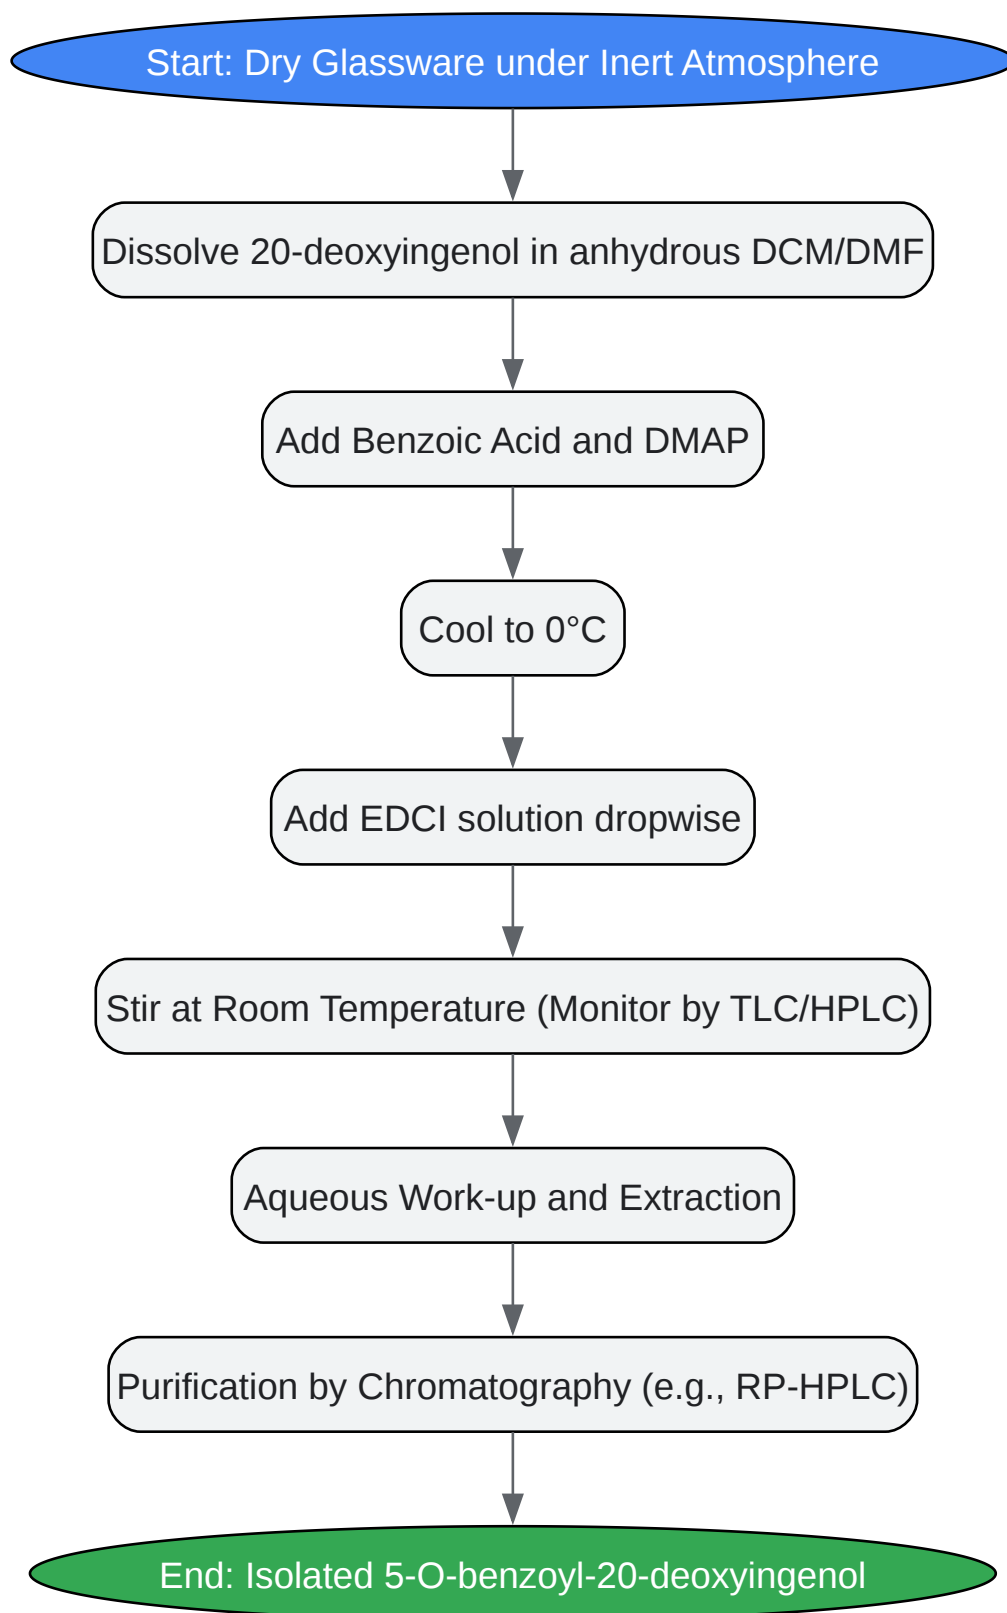 Start: Dry Glassware under Inert Atmosphere
Dissolve 20-deoxyingenol in anhydrous DCM/DMF
Add Benzoic Acid and DMAP
Cool to 0°C
Add EDCI solution dropwise
Stir at Room Temperature (Monitor by TLC/HPLC)
Aqueous Work-up and Extraction
Purification by Chromatography (e.g., RP-HPLC)
End: Isolated 5-O-benzoyl-20-deoxyingenol